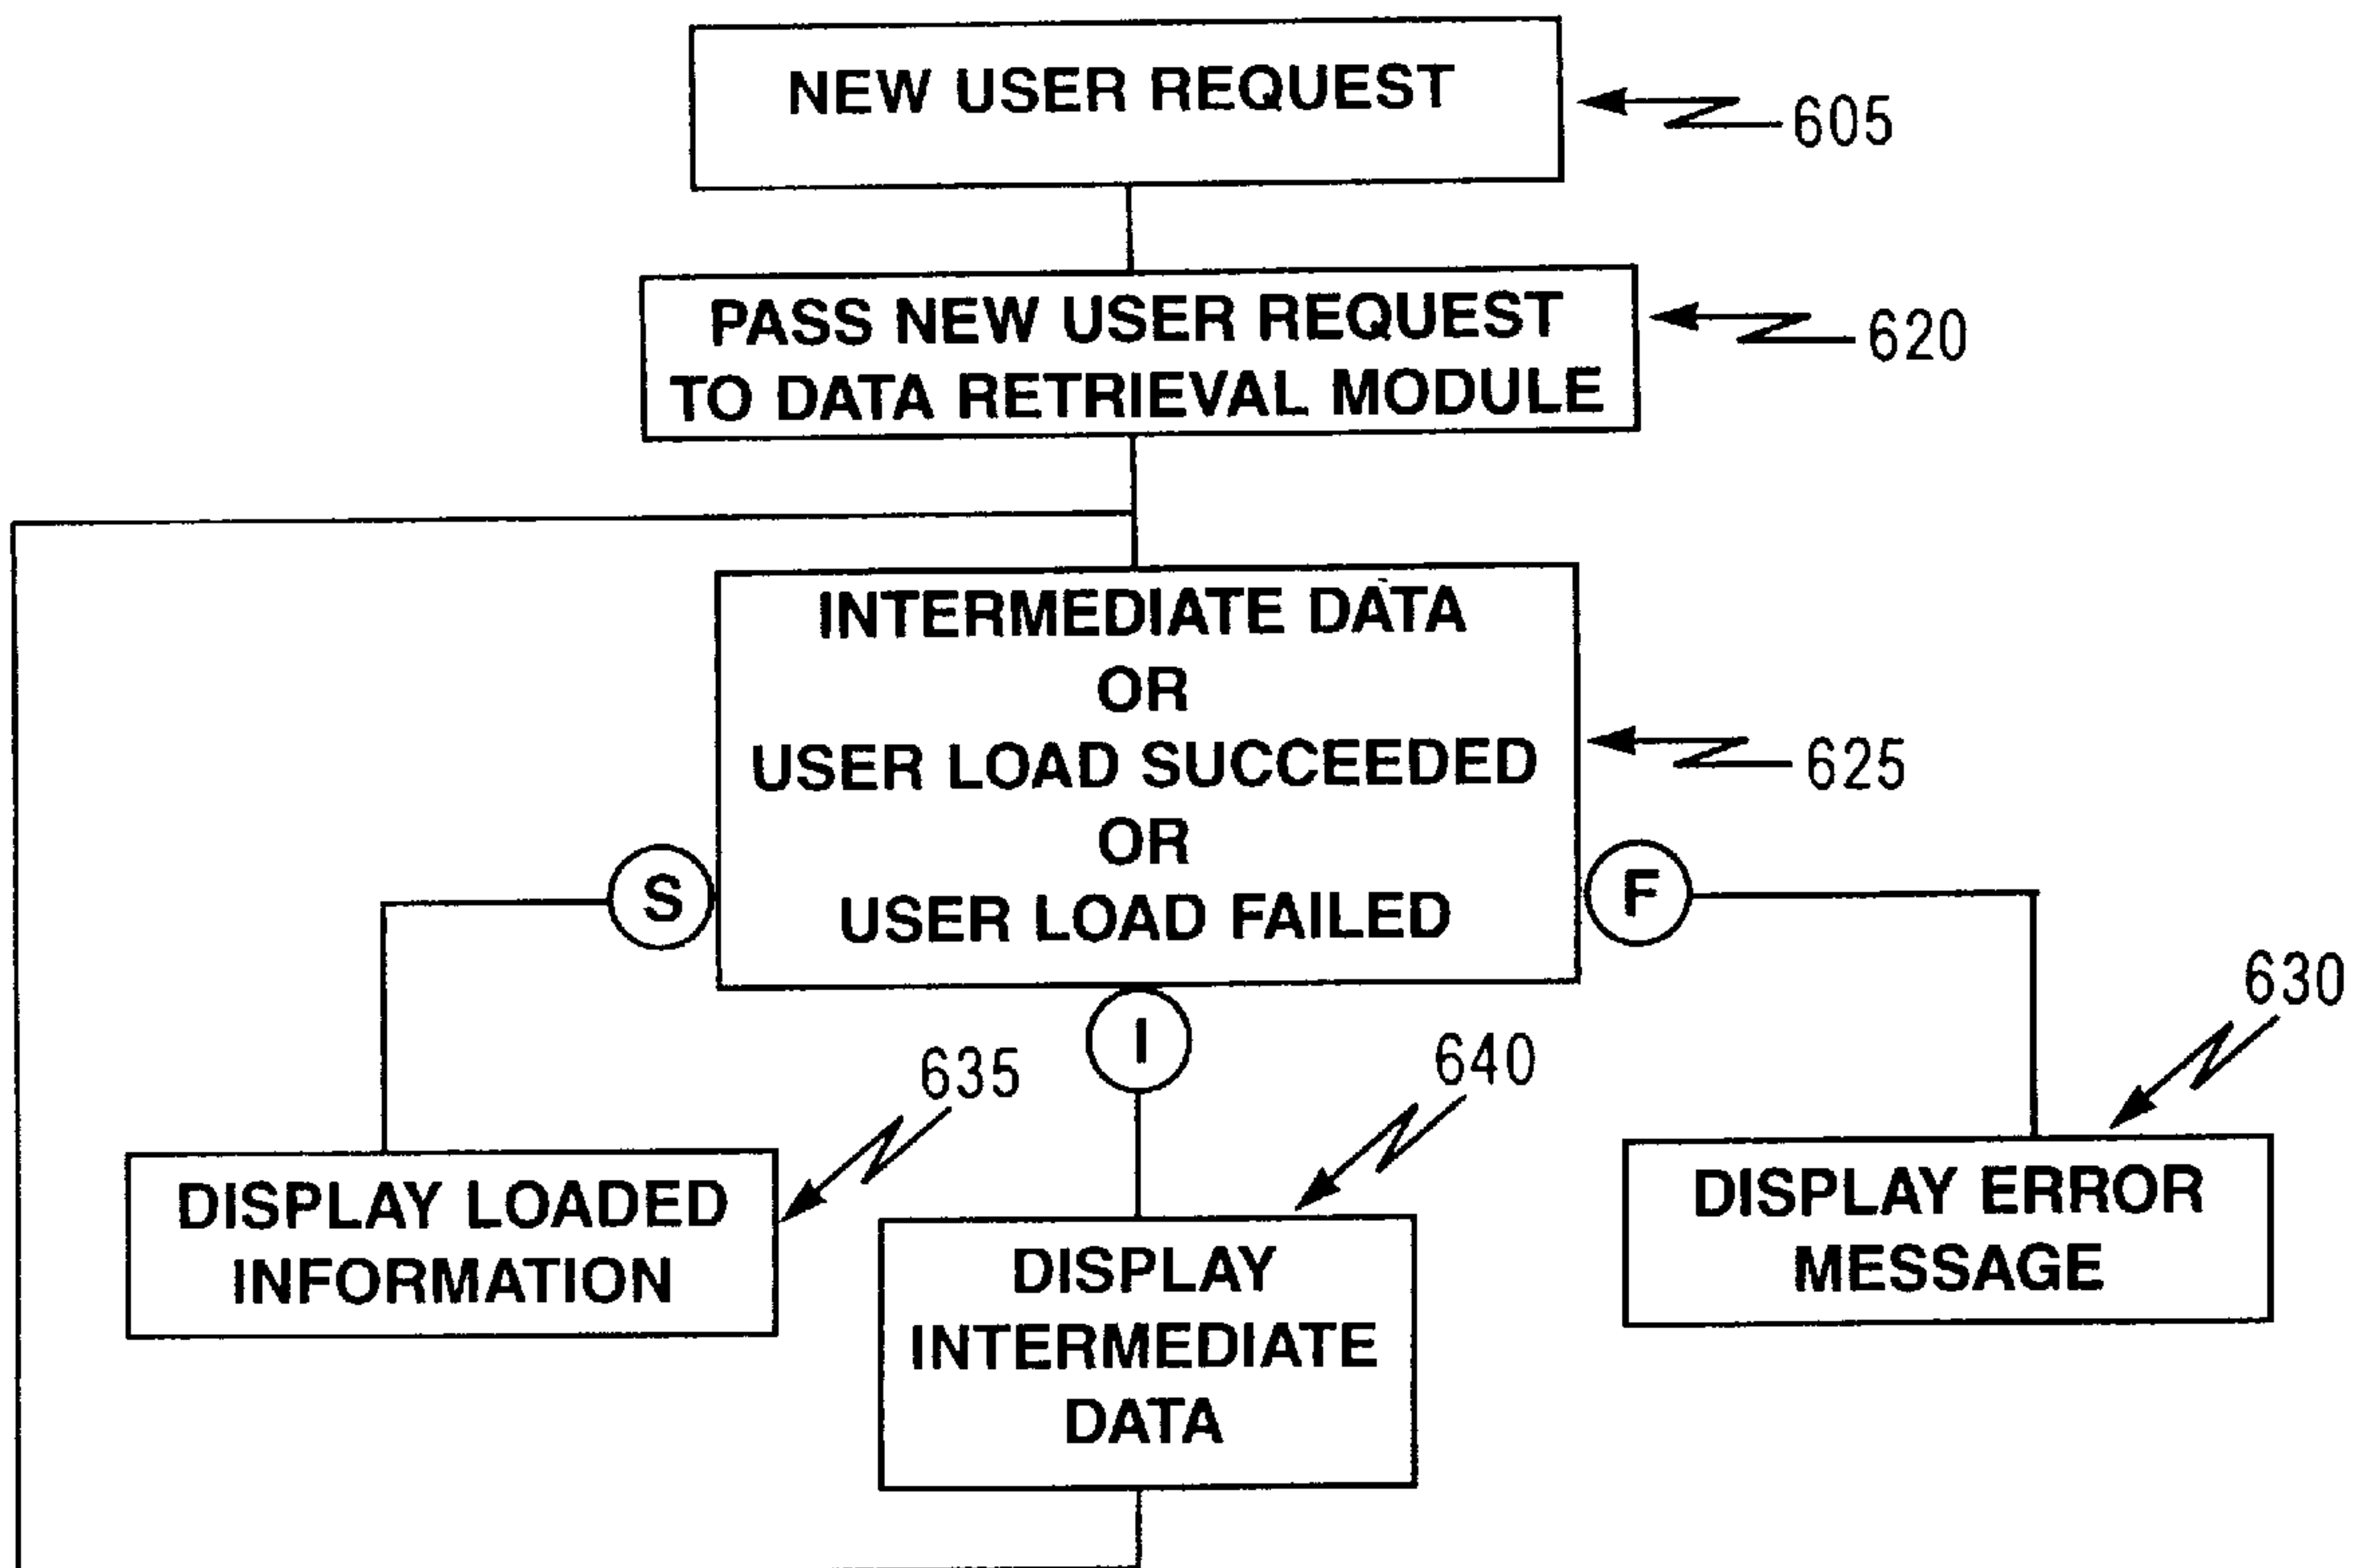 NEW USER REQUEST
605
PASS NEW USER REQUEST
TO DATA RETRIEVAL MODULE
620
INTERMEDIATE DATA
OR
USER LOAD SUCCEEDED
OR
USER LOAD FAILED
625
S
F
I
630
635
640
DISPLAY LOADED
INFORMATION
DISPLAY
INTERMEDIATE
DATA
DISPLAY ERROR
MESSAGE